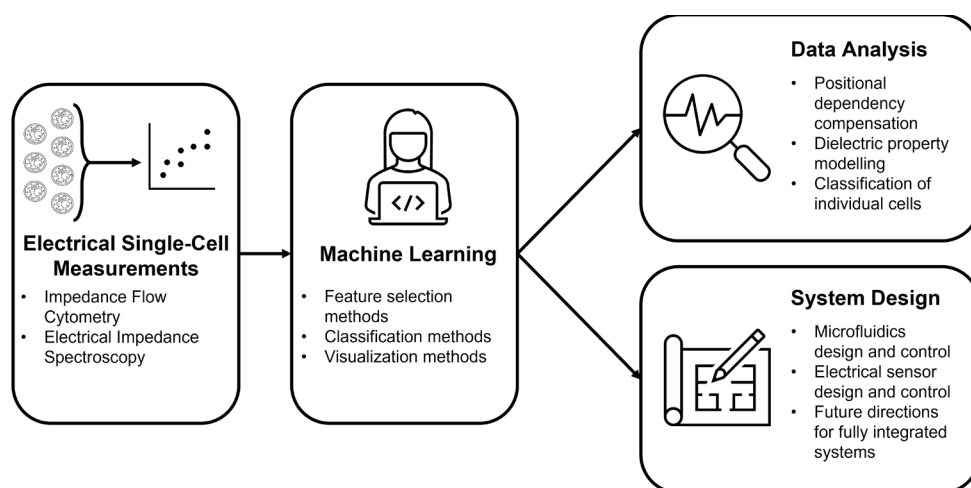 Electrical Single-Cell
Measurements
• Impedance Flow
Cytometry
• Electrical Impedance
Spectroscopy
</>
Machine Learning
• Feature selection
methods
• Classification methods
• Visualization methods
Data Analysis
• Positional
dependency
compensation
• Dielectric property
modelling
• Classification of
individual cells
System Design
• Microfluidics
design and control
• Electrical sensor
design and control
• Future directions
for fully integrated
systems